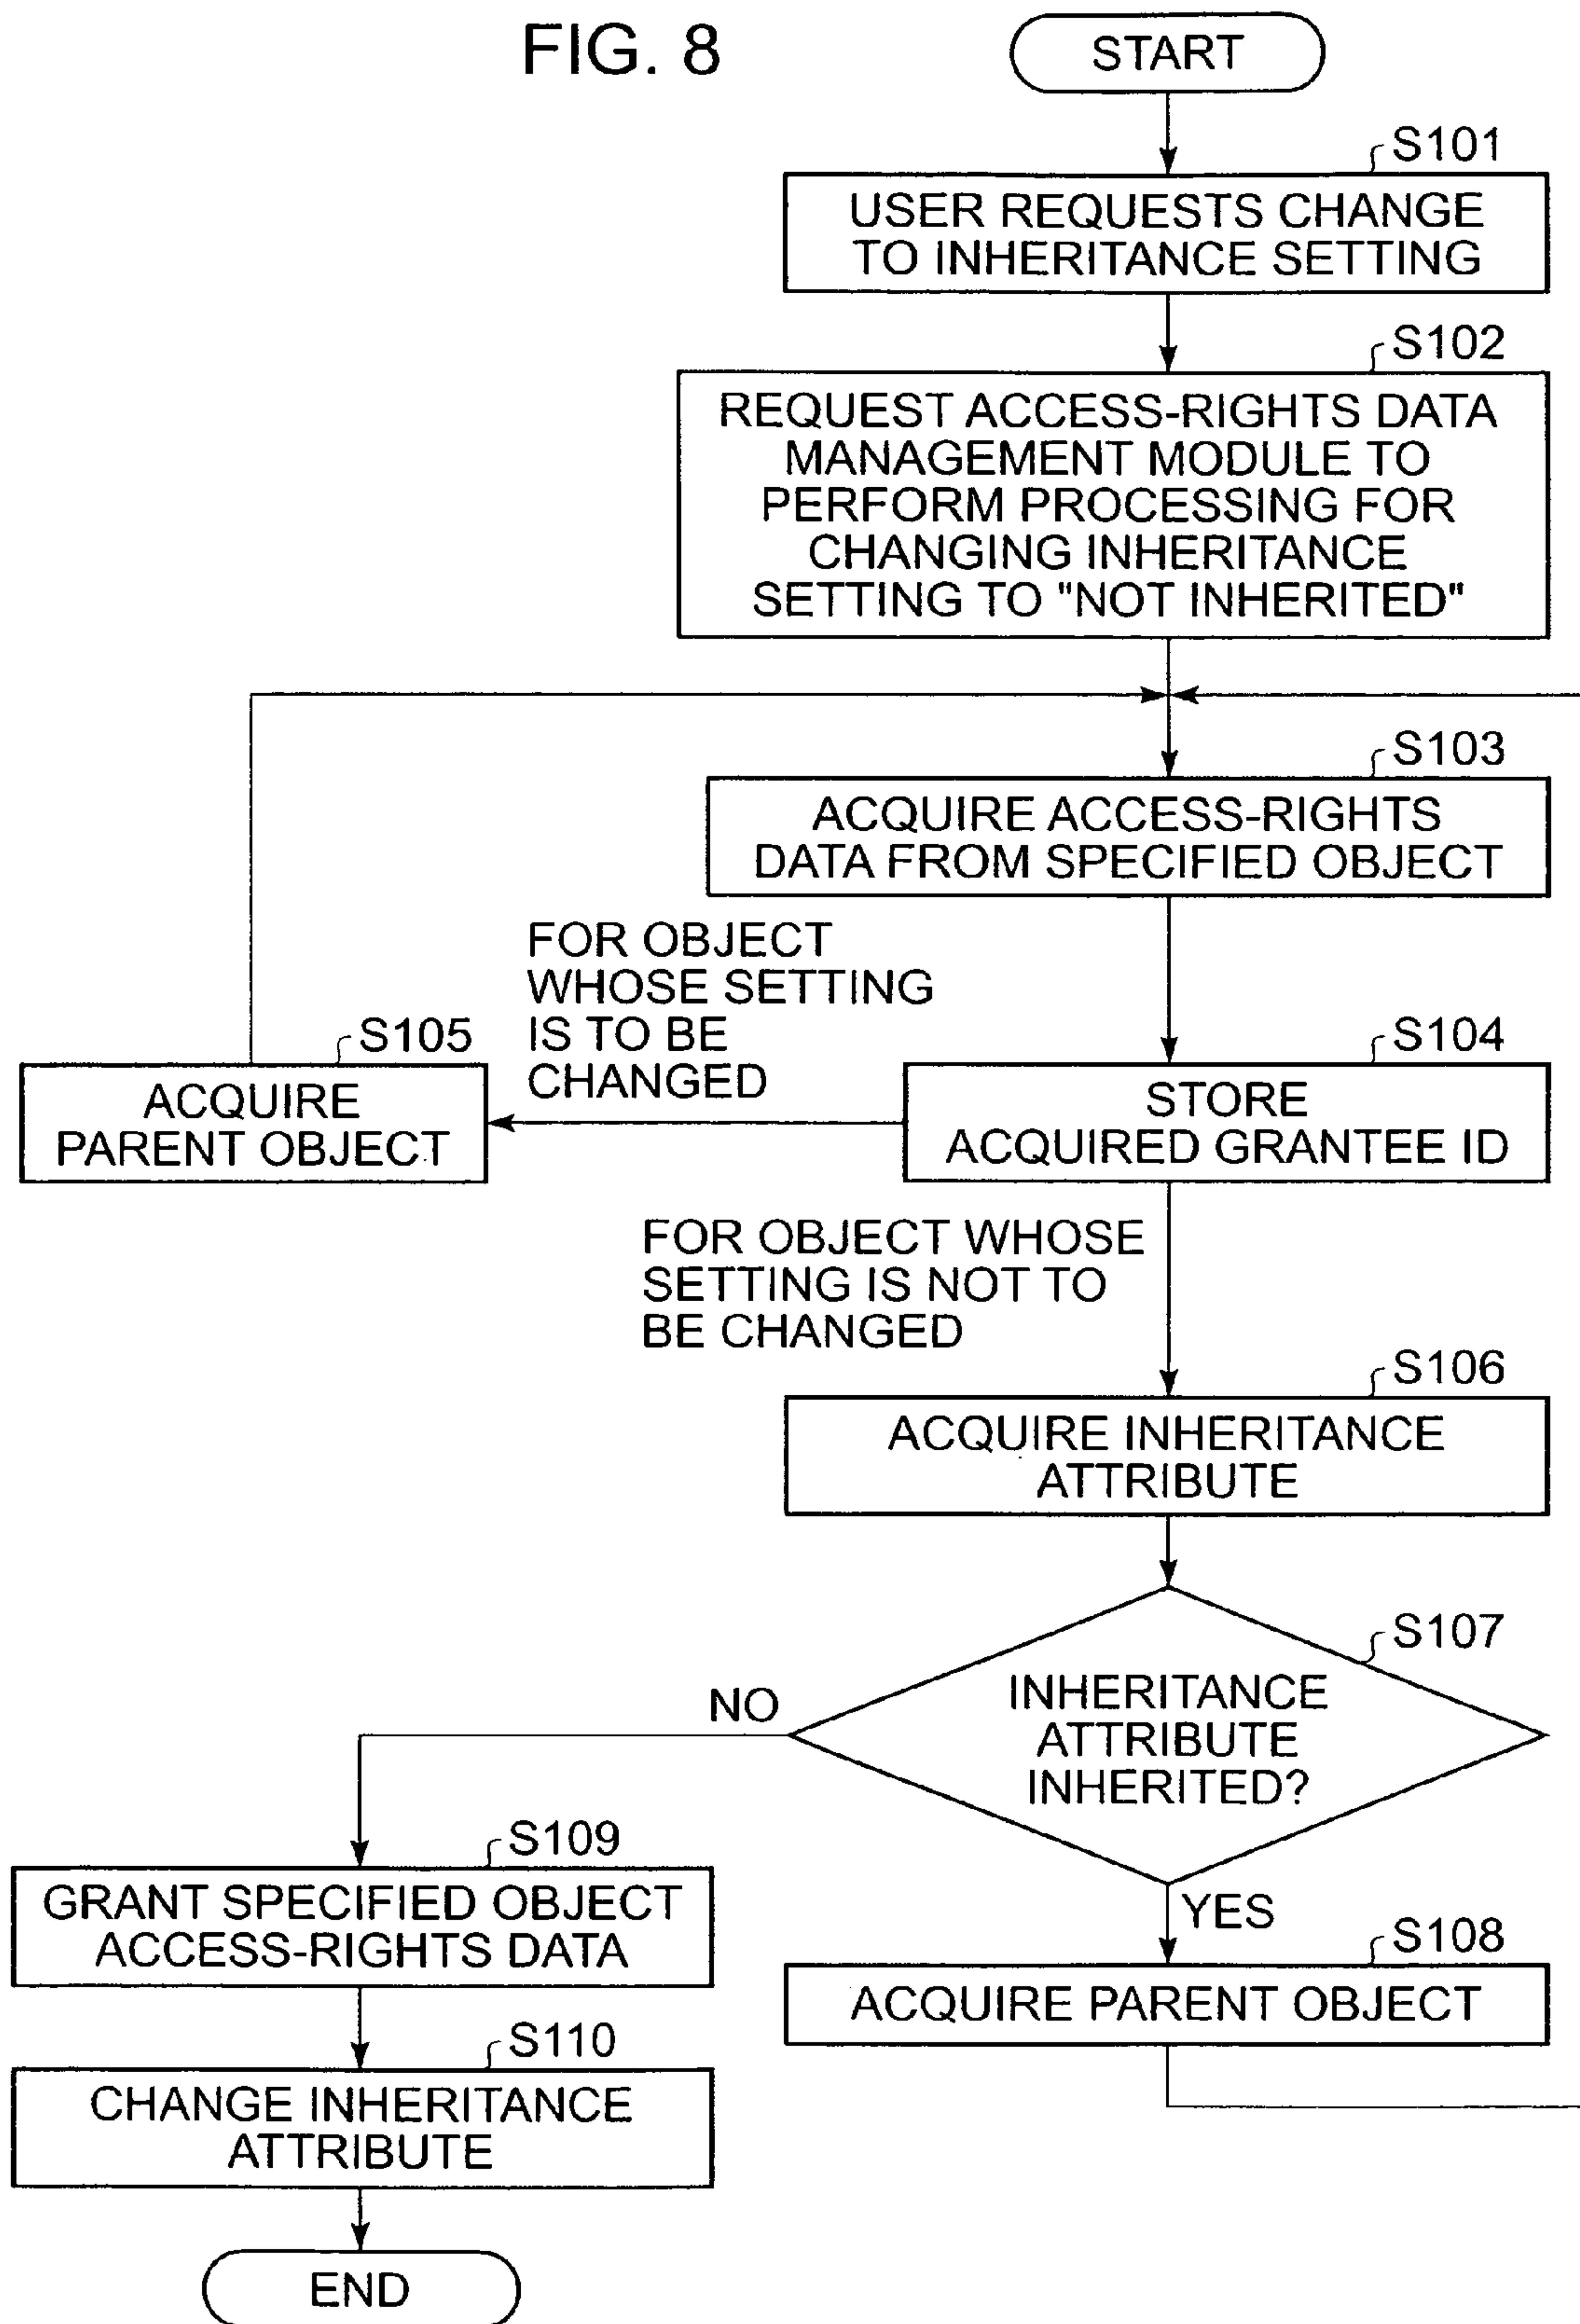 FIG. 8
START
S101
USER REQUESTS CHANGE
TO INHERITANCE SETTING
S102
REQUEST ACCESS-RIGHTS DATA
MANAGEMENT MODULE TO
PERFORM PROCESSING FOR
CHANGING INHERITANCE
SETTING TO "NOT INHERITED"
S103
ACQUIRE ACCESS-RIGHTS
DATA FROM SPECIFIED OBJECT
FOR OBJECT
WHOSE SETTING
IS TO BE
CHANGED
S105
ACQUIRE
PARENT OBJECT
S104
STORE
ACQUIRED GRANTEE ID
FOR OBJECT WHOSE
SETTING IS NOT TO
BE CHANGED
S106
ACQUIRE INHERITANCE
ATTRIBUTE
S107
INHERITANCE
ATTRIBUTE
INHERITED?
NO
YES
S109
GRANT SPECIFIED OBJECT
ACCESS-RIGHTS DATA
S108
ACQUIRE PARENT OBJECT
S110
CHANGE INHERITANCE
ATTRIBUTE
END